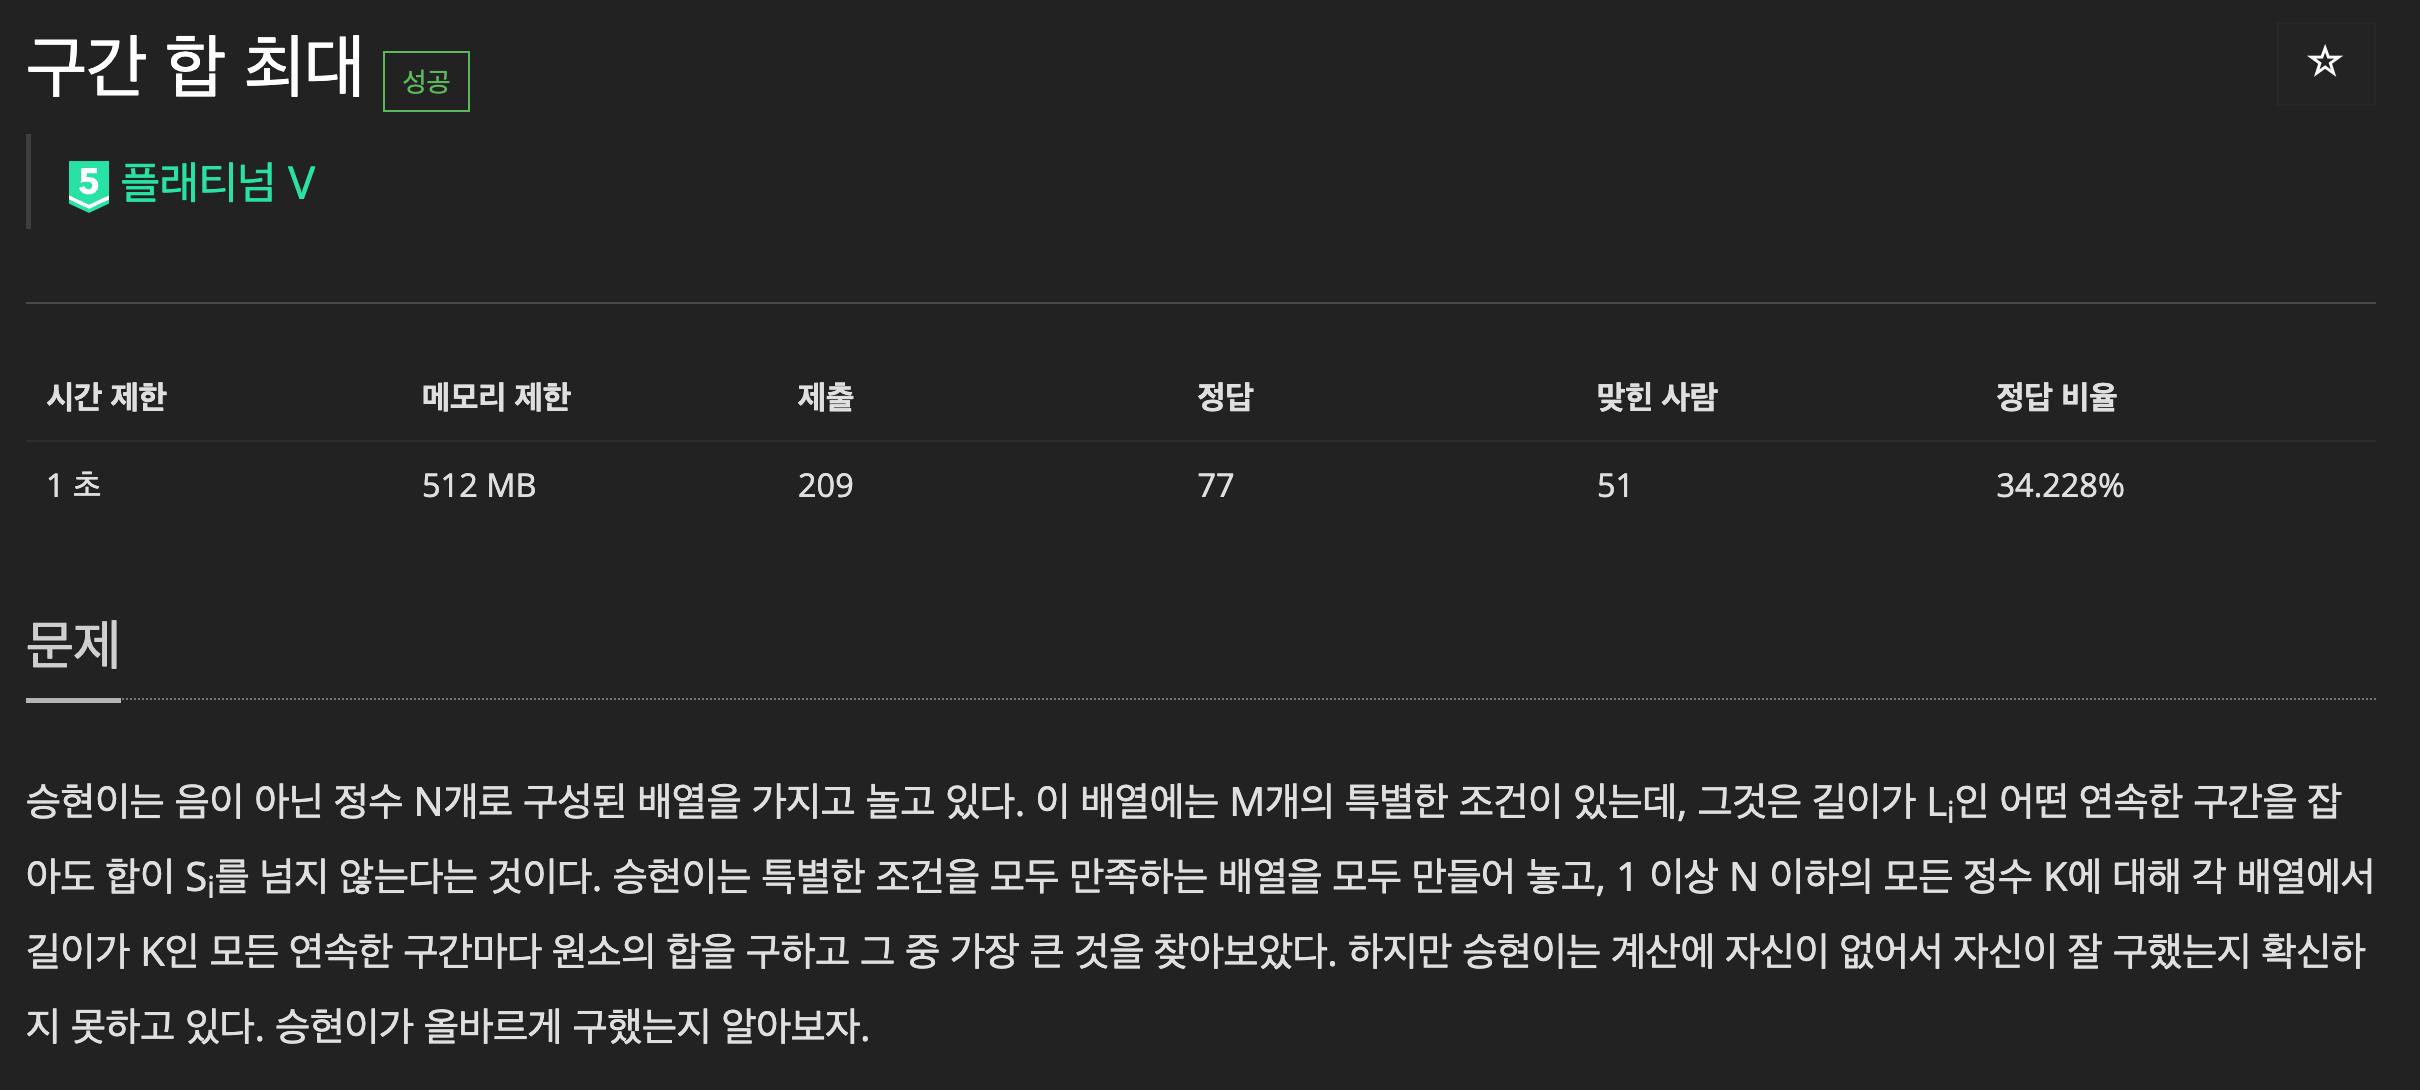 구간 합 최대 성공
5 플래티넘 V
시간 제한 메모리 제한 제출 정답 맞힌 사람 정답 비율
1 초 512 MB 209 77 51 34.228%
문제
승현이는 음이 아닌 정수 N개로 구성된 배열을 가지고 놀고 있다. 이 배열에는 M개의 특별한 조건이 있는데, 그것은 길이가 Li인 어떤 연속한 구간을 잡
아도 합이 Si를 넘지 않는다는 것이다. 승현이는 특별한 조건을 모두 만족하는 배열을 모두 만들어 놓고, 1 이상 N 이하의 모든 정수 K에 대해 각 배열에서
길이가 K인 모든 연속한 구간마다 원소의 합을 구하고 그 중 가장 큰 것을 찾아보았다. 하지만 승현이는 계산에 자신이 없어서 자신이 잘 구했는지 확신하
지 못하고 있다. 승현이가 올바르게 구했는지 알아보자.